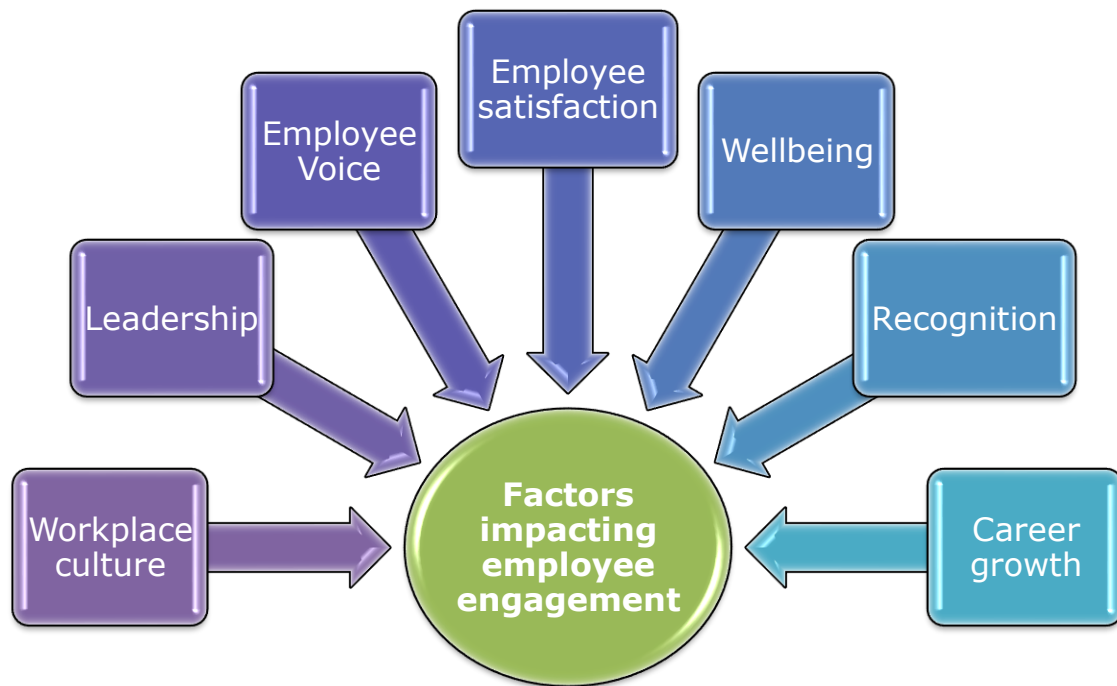 Employee
satisfaction
Employee
Voice
Wellbeing
Leadership
Recognition
Workplace
culture
Factors
impacting
employee
engagement
Career
growth